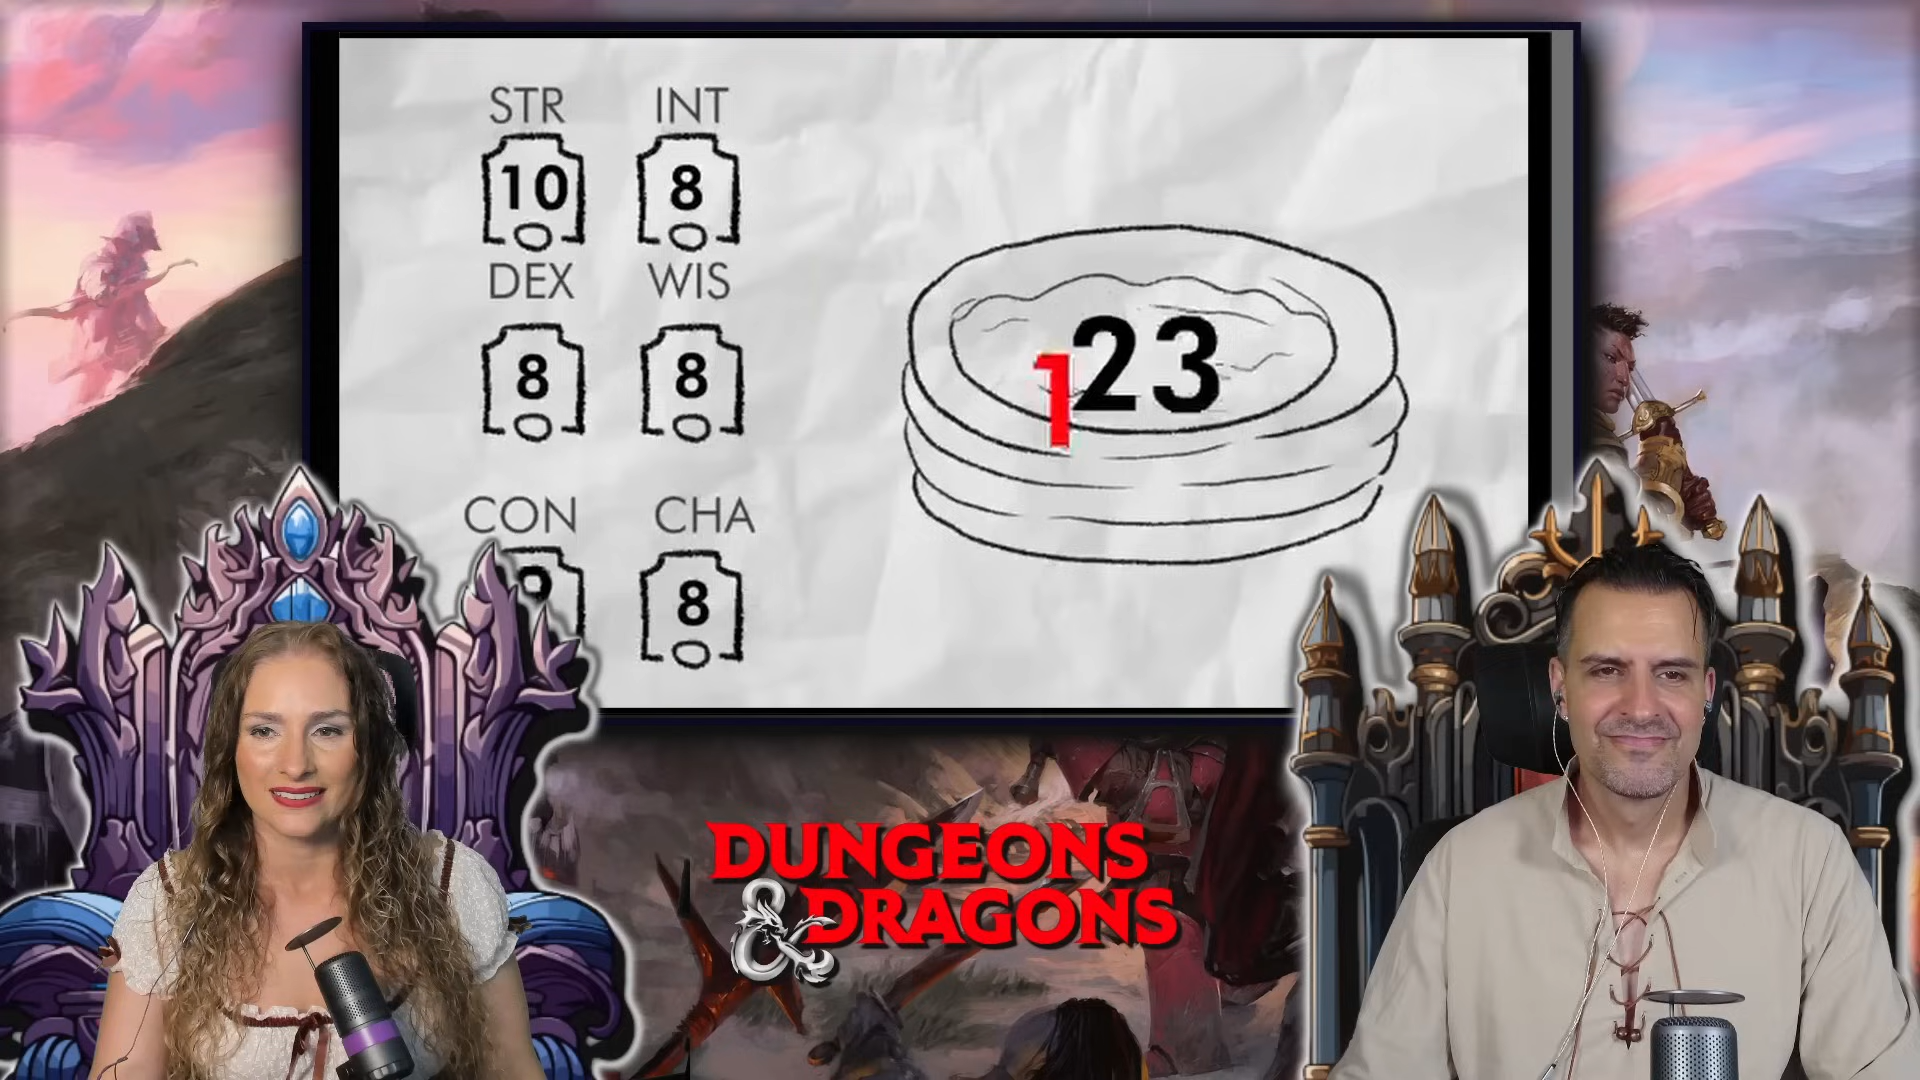 STR INT
10 8
DEX WIS
8 8
CON CHA
8
123
DUNGEONS
& DRAGONS